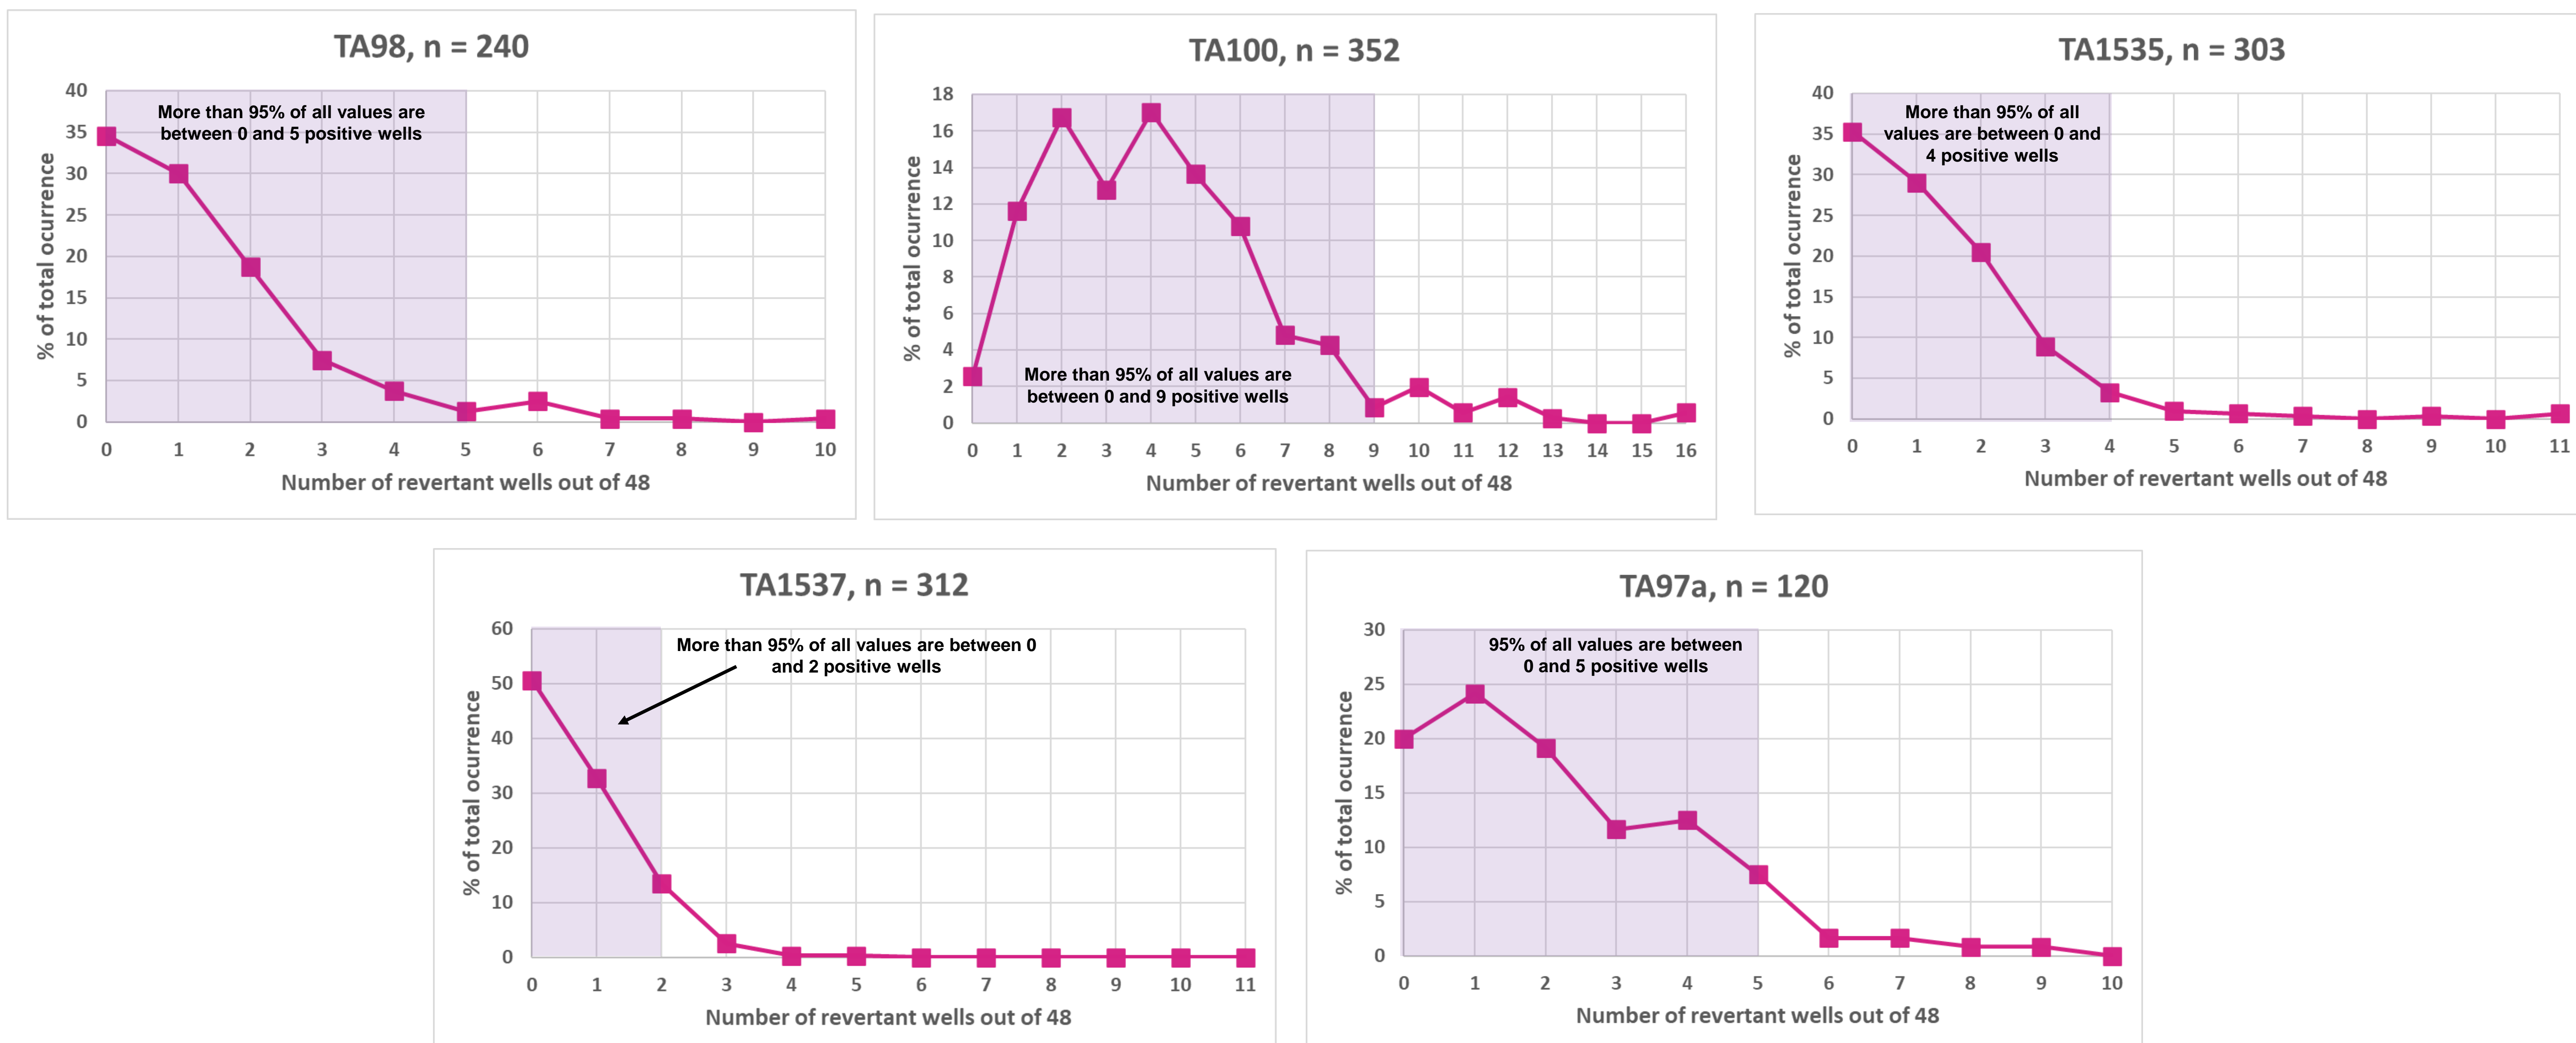 TA98, n = 240
More than 95% of all values are
between 0 and 5 positive wells
% of total ocurrence
40
35
30
25
20
15
10
5
0
0 1 2 3 4 5 6 7 8 9 10
Number of revertant wells out of 48
TA100, n = 352
More than 95% of all values are
between 0 and 9 positive wells
% of total ocurrence
18
16
14
12
10
8
6
4
2
0
0 1 2 3 4 5 6 7 8 9 10 11 12 13 14 15 16
Number of revertant wells out of 48
TA1535, n = 303
More than 95% of all
values are between 0 and
4 positive wells
% of total ocurrence
40
35
30
25
20
15
10
5
0
0 1 2 3 4 5 6 7 8 9 10 11
Number of revertant wells out of 48
TA1537, n = 312
More than 95% of all values are between 0
and 2 positive wells
% of total ocurrence
60
50
40
30
20
10
0
0 1 2 3 4 5 6 7 8 9 10 11
Number of revertant wells out of 48
TA97a, n = 120
95% of all values are between
0 and 5 positive wells
% of total ocurrence
30
25
20
15
10
5
0
0 1 2 3 4 5 6 7 8 9 10
Number of revertant wells out of 48